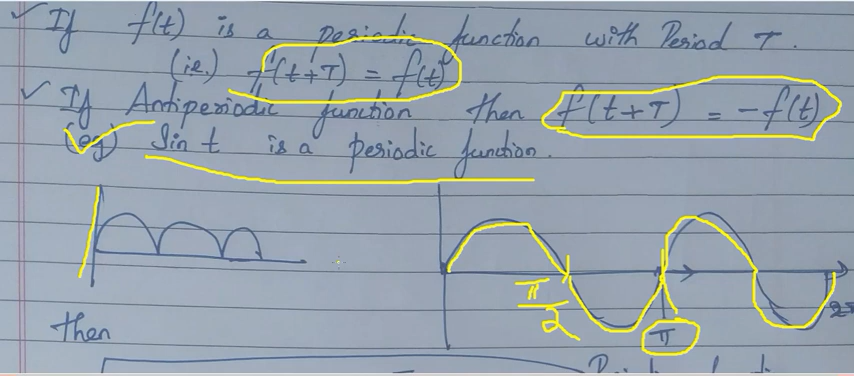 ✓ If f(t) is a periodic function with Period T.
(ie.) f(t+T) = f(t)
✓ If Antiperiodic function then f(t+T) = -f(t)
(eg) Sin t is a periodic function.
π/2
π
then